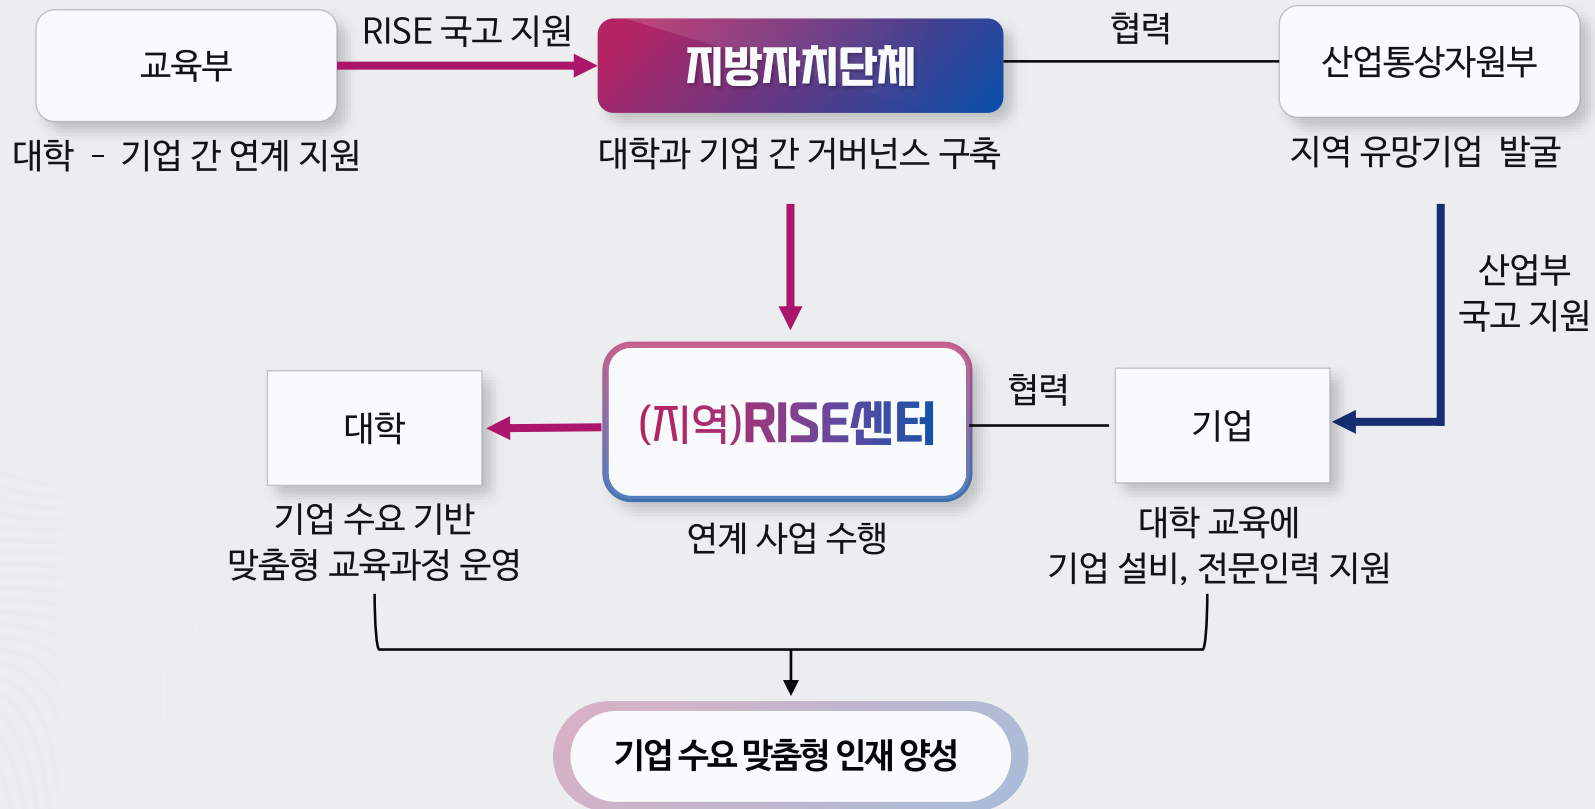 교육부
RISE 국고 지원
지방자치단체
협력
산업통상자원부
대학 - 기업 간 연계 지원
대학과 기업 간 거버넌스 구축
지역 유망기업 발굴
산업부
국고 지원
대학
(지역)RISE센터
협력
기업
기업 수요 기반
맞춤형 교육과정 운영
연계 사업 수행
대학 교육에
기업 설비, 전문인력 지원
기업 수요 맞춤형 인재 양성